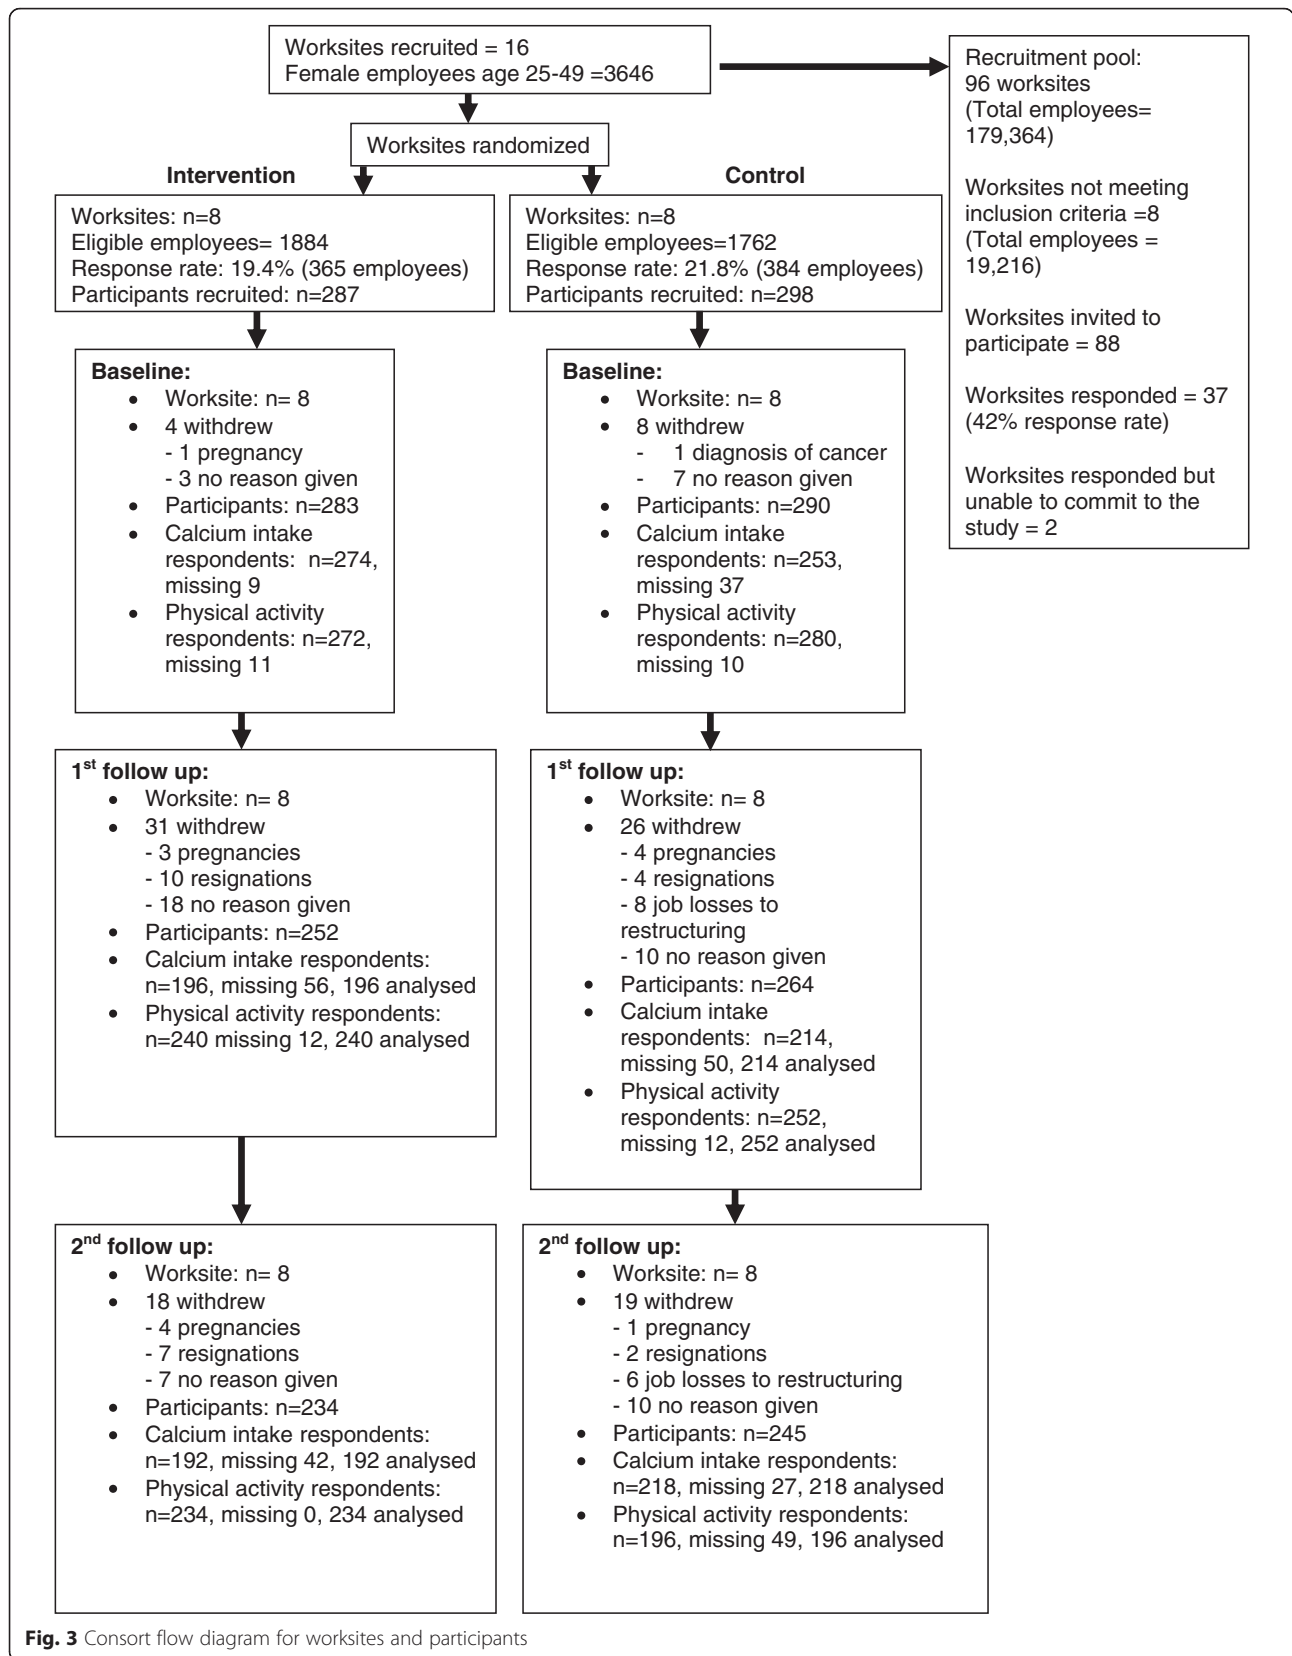 Worksites recruited = 16
Female employees age 25-49 =3646
Recruitment pool:
96 worksites
(Total employees=
179,364)
Worksites not meeting
inclusion criteria =8
(Total employees =
19,216)
Worksites invited to
participate = 88
Worksites responded = 37
(42% response rate)
Worksites responded but
unable to commit to the
study = 2
Worksites randomized
Intervention
Worksites: n=8
Eligible employees= 1884
Response rate: 19.4% (365 employees)
Participants recruited: n=287
Control
Worksites: n=8
Eligible employees=1762
Response rate: 21.8% (384 employees)
Participants recruited: n=298
Baseline:
• Worksite: n= 8
• 4 withdrew
- 1 pregnancy
- 3 no reason given
• Participants: n=283
• Calcium intake
respondents: n=274,
missing 9
• Physical activity
respondents: n=272,
missing 11
Baseline:
• Worksite: n= 8
• 8 withdrew
- 1 diagnosis of cancer
- 7 no reason given
• Participants: n=290
• Calcium intake
respondents: n=253,
missing 37
• Physical activity
respondents: n=280,
missing 10
1st follow up:
• Worksite: n= 8
• 31 withdrew
- 3 pregnancies
- 10 resignations
- 18 no reason given
• Participants: n=252
• Calcium intake respondents:
n=196, missing 56, 196 analysed
• Physical activity respondents:
n=240 missing 12, 240 analysed
1st follow up:
• Worksite: n= 8
• 26 withdrew
- 4 pregnancies
- 4 resignations
- 8 job losses to
restructuring
- 10 no reason given
• Participants: n=264
• Calcium intake
respondents: n=214,
missing 50, 214 analysed
• Physical activity
respondents: n=252,
missing 12, 252 analysed
2nd follow up:
• Worksite: n= 8
• 18 withdrew
- 4 pregnancies
- 7 resignations
- 7 no reason given
• Participants: n=234
• Calcium intake respondents:
n=192, missing 42, 192 analysed
• Physical activity respondents:
n=234, missing 0, 234 analysed
2nd follow up:
• Worksite: n= 8
• 19 withdrew
- 1 pregnancy
- 2 resignations
- 6 job losses to restructuring
- 10 no reason given
• Participants: n=245
• Calcium intake respondents:
n=218, missing 27, 218 analysed
• Physical activity respondents:
n=196, missing 49, 196 analysed
Fig. 3 Consort flow diagram for worksites and participants